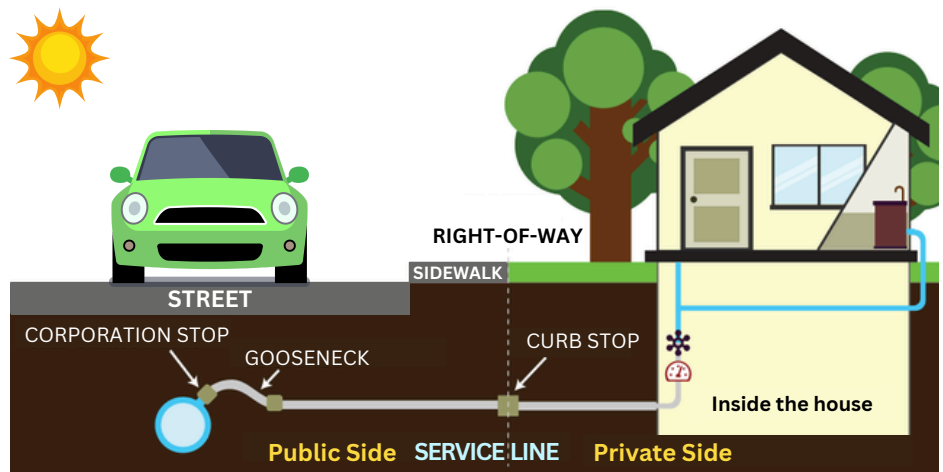 RIGHT-OF-WAY
SIDEWALK
STREET
CORPORATION STOP
GOOSENECK
CURB STOP
Inside the house
Public Side SERVICE LINE Private Side